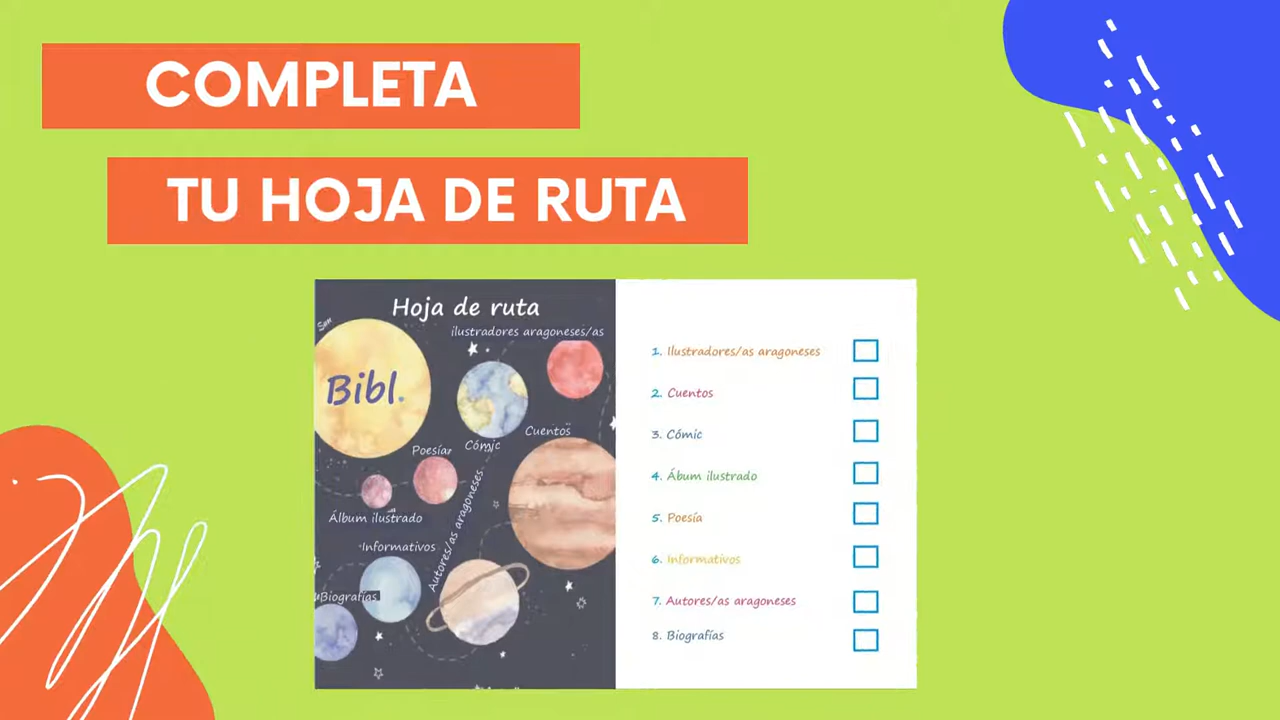 COMPLETA
TU HOJA DE RUTA
Hoja de ruta
ilustradores aragoneses/as
Bibl.
Cuentos
Cómic
Poesía
Álbum ilustrado
Autores/as aragoneses
Informativos
Biografías
1. Ilustradores/as aragoneses
2. Cuentos
3. Cómic
4. Ábum ilustrado
5. Poesía
6. Informativos
7. Autores/as aragoneses
8. Biografías